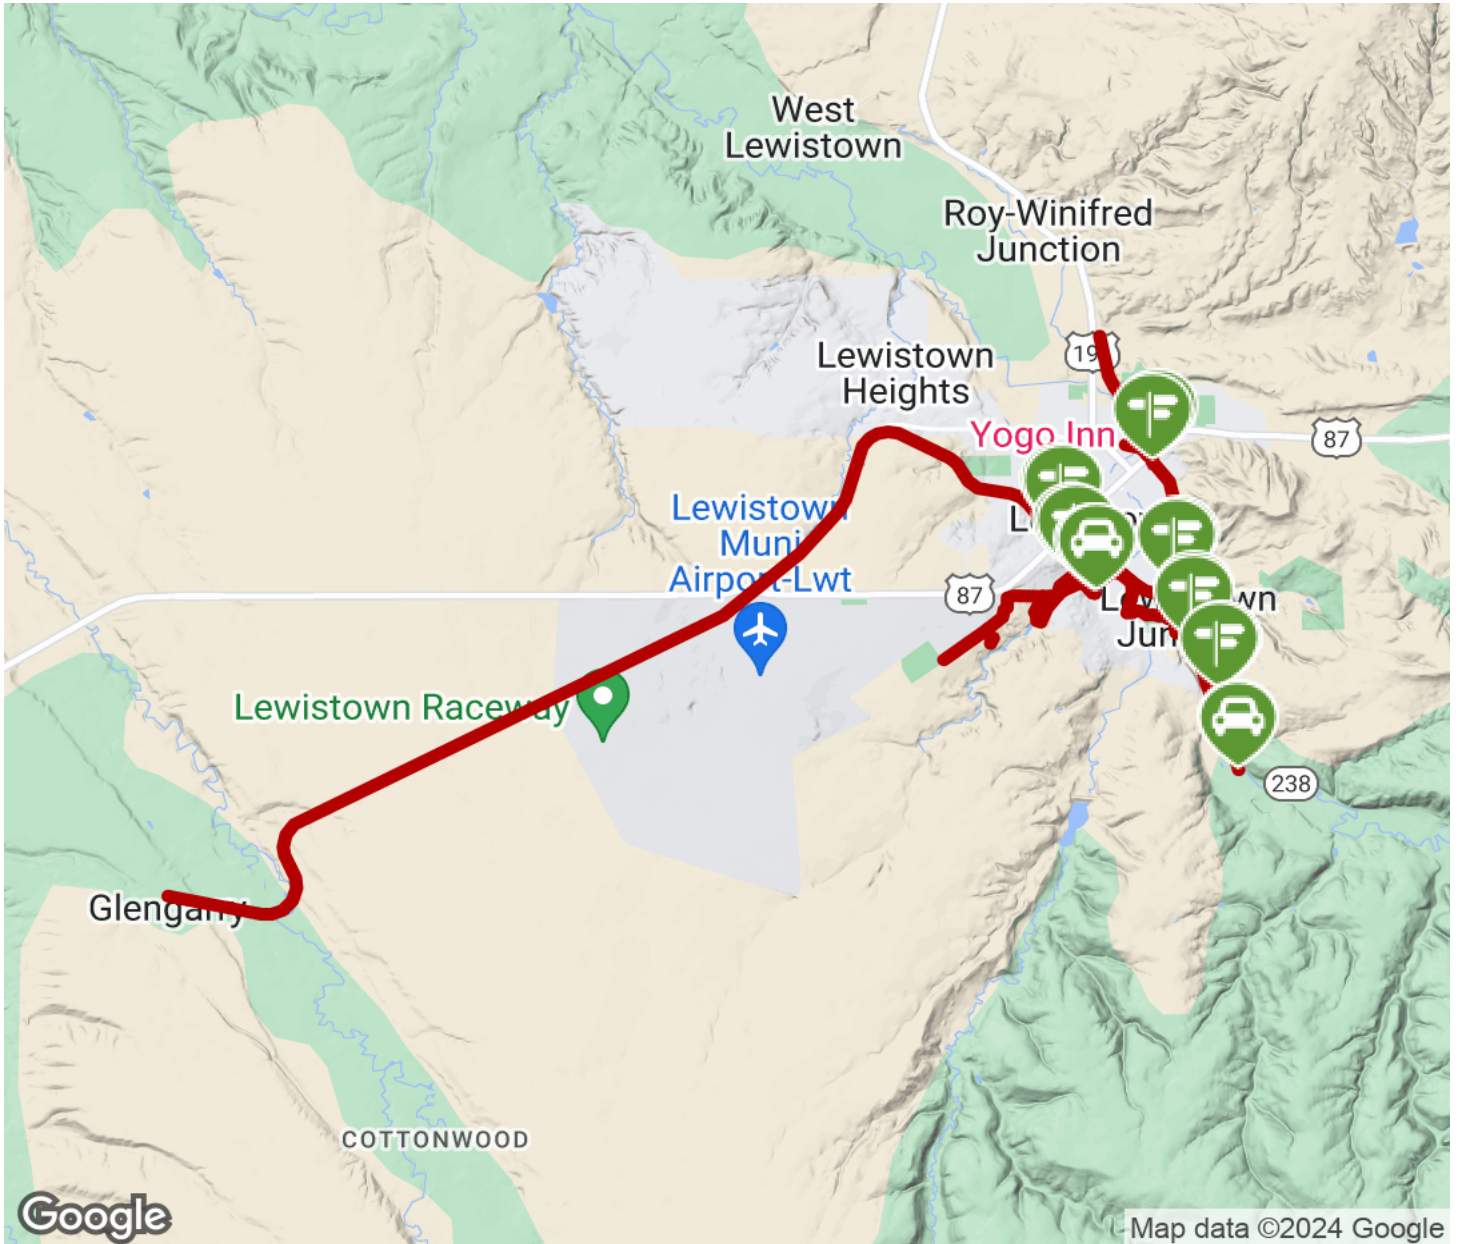 West
Lewistown
Roy-Winifred
Junction
19
Lewistown
Heights
Yogo Inn
87
Lewistown
Muni
Airport-Lwt
87
Jun
Lewistown Raceway
238
Glengarry
COTTONWOOD
Google
Map data ©2024 Google